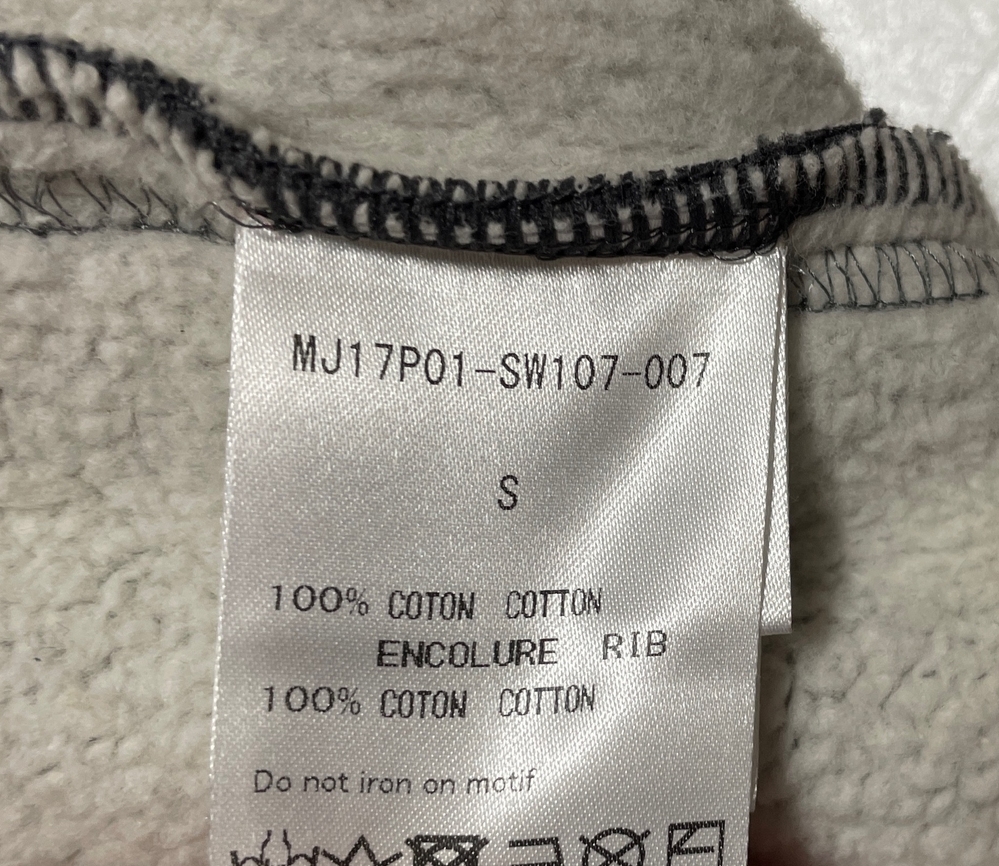 MJ17P01-SW107-007
S
100% COTON COTTON
ENCOLURE RIB
100% COTON COTTON
Do not iron on motif